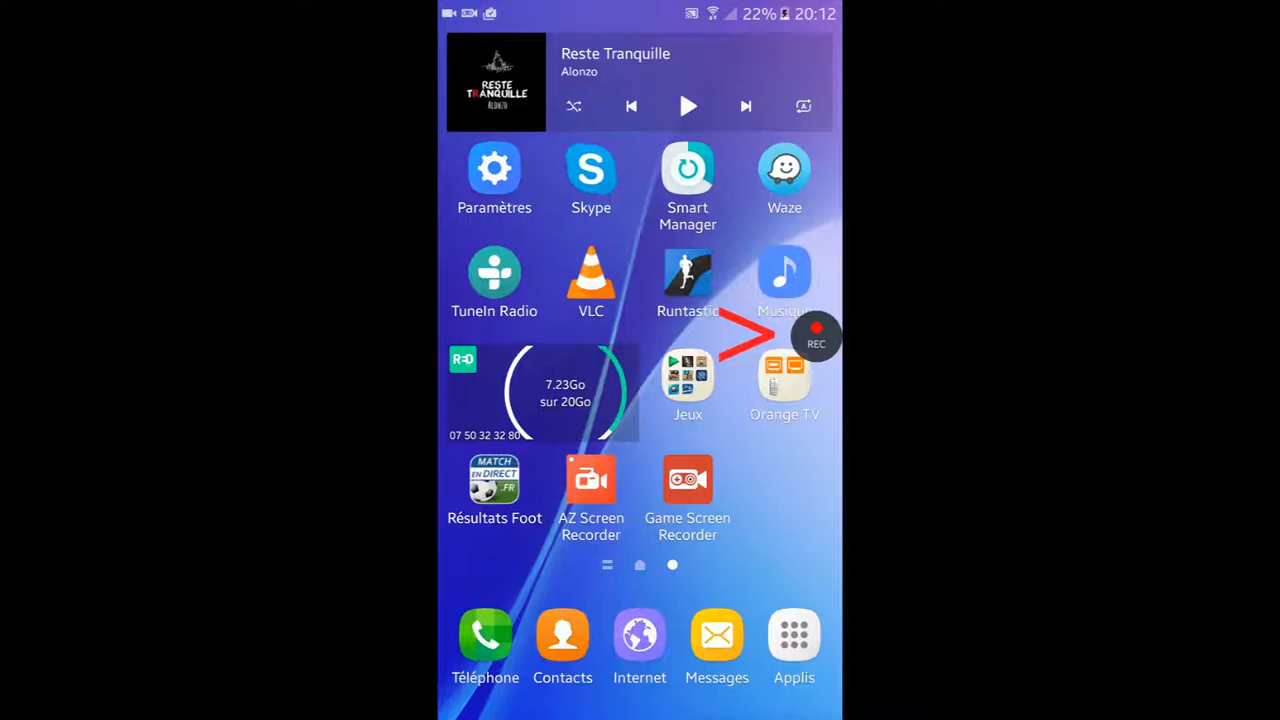 22% 20:12
Reste Tranquille
Alonzo
RESTE
TRANQUILLE
ALONZO
Paramètres
Skype
Smart
Manager
Waze
TuneIn Radio
VLC
Runtastic
Musique
REC
RED
7.23Go
sur 20Go
07 50 32 32 80
Jeux
Orange TV
MATCH
EN DIRECT
.FR
Résultats Foot
AZ Screen
Recorder
Game Screen
Recorder
Téléphone
Contacts
Internet
Messages
Applis